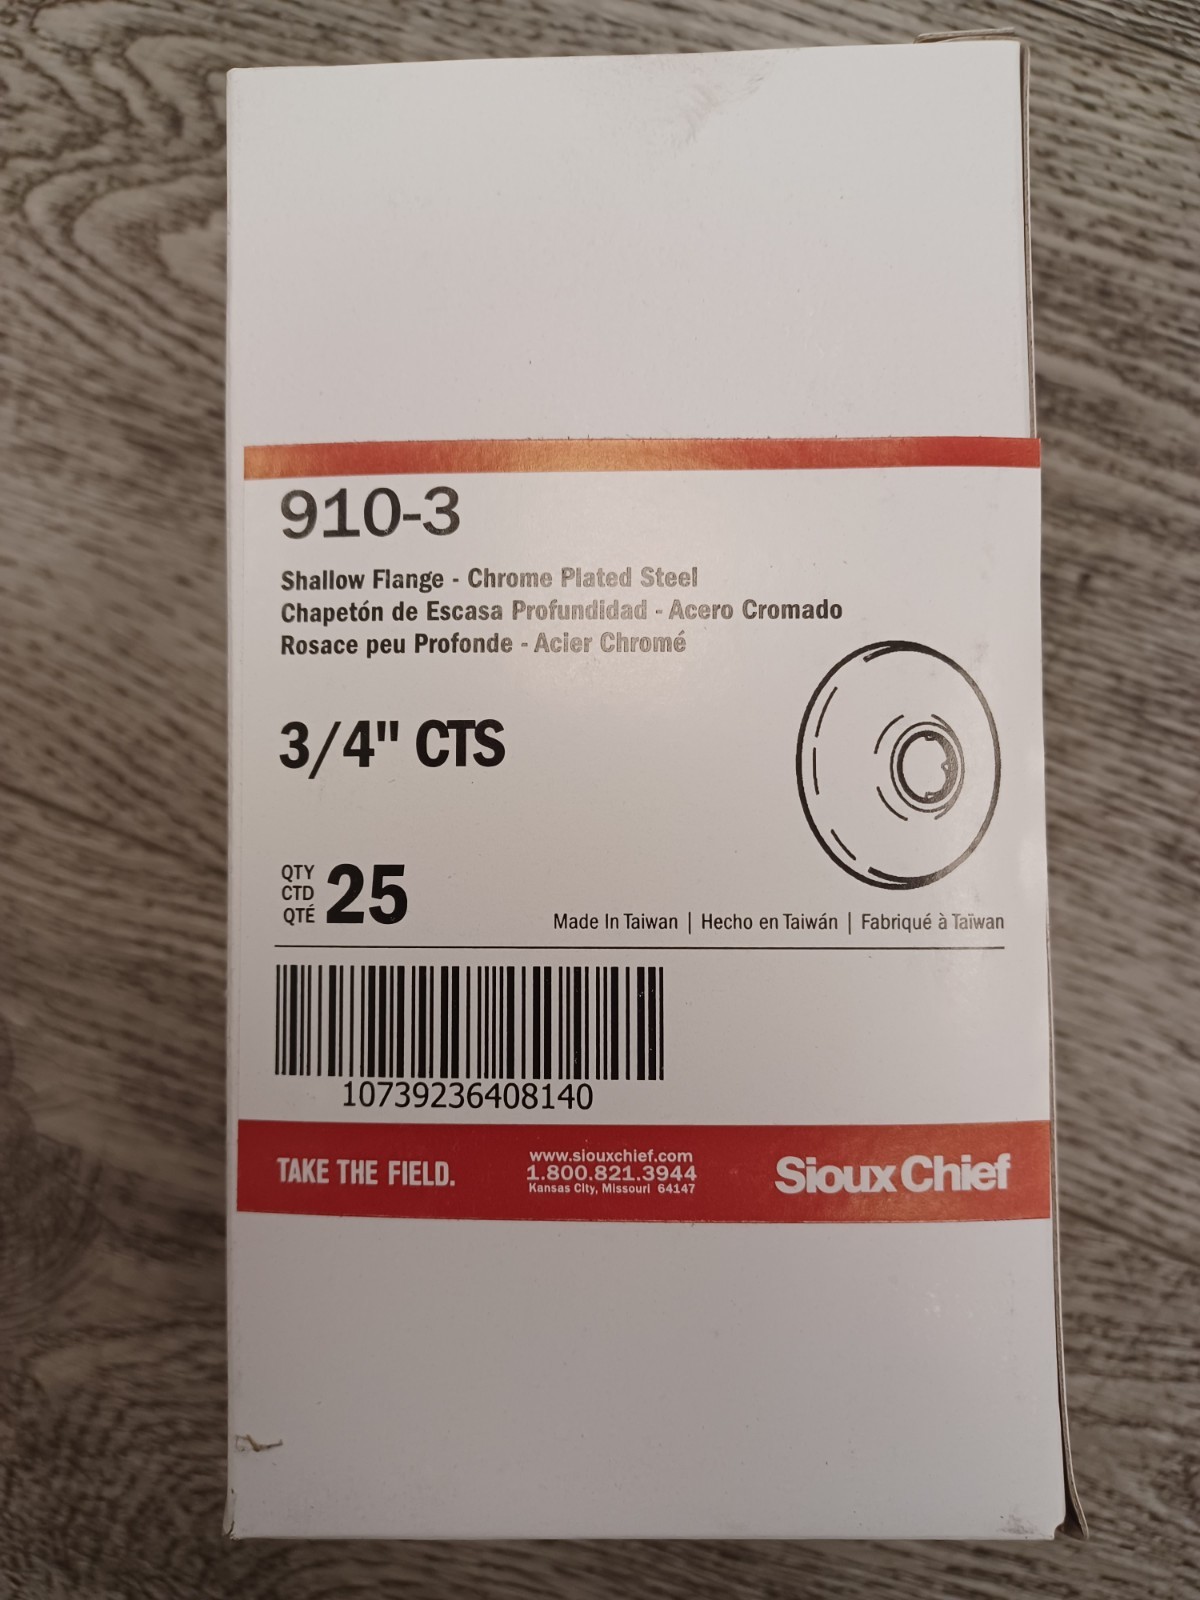 910-3
Shallow Flange - Chrome Plated Steel
Chapetón de Escasa Profundidad - Acero Cromado
Rosace peu Profonde - Acier Chromé
3/4" CTS
QTY
CTD
QTÉ
25
Made In Taiwan | Hecho en Taiwán | Fabriqué à Taïwan
10739236408140
TAKE THE FIELD.
www.siouxchief.com
1.800.821.3944
Kansas City, Missouri 64147
Sioux Chief